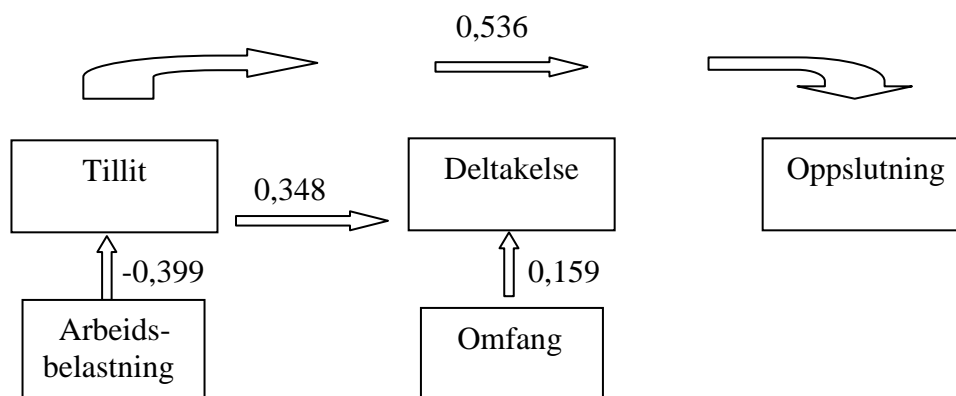 0,536
Tillit
Deltakelse
Oppslutning
0,348
-0,399
0,159
Arbeids-
belastning
Omfang